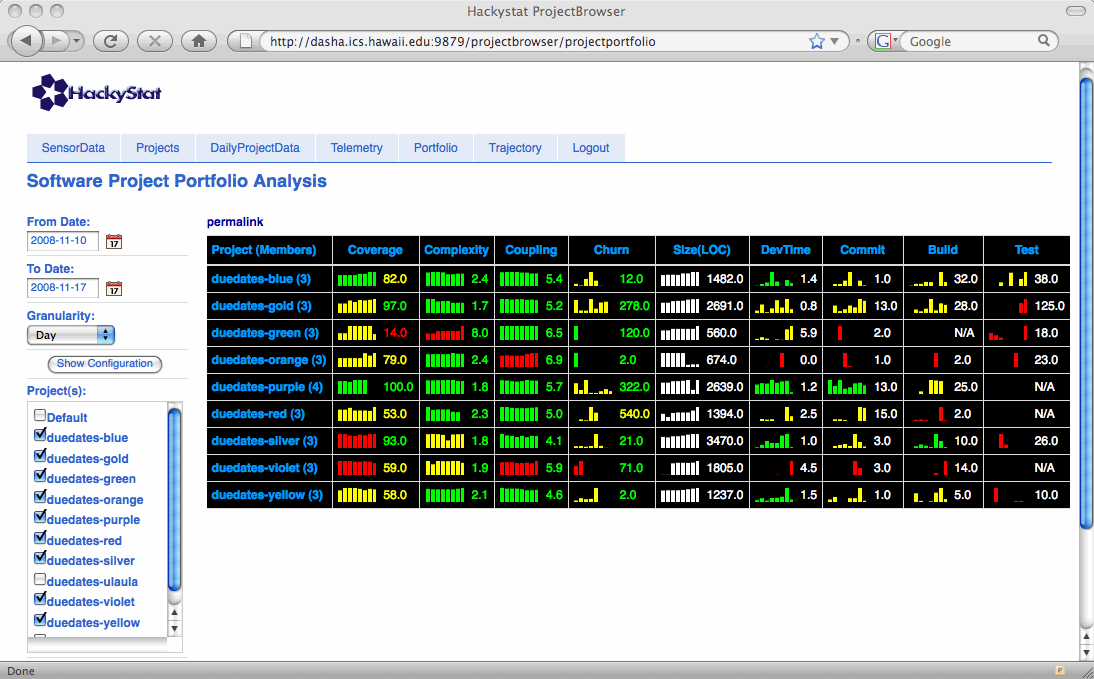 Hackystat ProjectBrowser
http://dasha.ics.hawaii.edu:9879/projectbrowser/projectportfolio
G Google
HackyStat
SensorData Projects DailyProjectData Telemetry Portfolio Trajectory Logout
Software Project Portfolio Analysis
From Date:
2008-11-10 17
To Date:
2008-11-17 17
Granularity:
Day
Show Configuration
Project(s):
Default
duedates-blue
duedates-gold
duedates-green
duedates-orange
duedates-purple
duedates-red
duedates-silver
duedates-ulaula
duedates-violet
duedates-yellow
permalink
Project (Members) Coverage Complexity Coupling Churn Size(LOC) DevTime Commit Build Test
duedates-blue (3) 82.0 2.4 5.4 12.0 1482.0 1.4 1.0 32.0 38.0
duedates-gold (3) 97.0 1.7 5.2 278.0 2691.0 0.8 13.0 28.0 125.0
duedates-green (3) 14.0 8.0 6.5 120.0 560.0 5.9 2.0 N/A 18.0
duedates-orange (3) 79.0 2.4 6.9 2.0 674.0 0.0 1.0 2.0 23.0
duedates-purple (4) 100.0 1.8 5.7 322.0 2639.0 1.2 13.0 25.0 N/A
duedates-red (3) 53.0 2.3 5.0 540.0 1394.0 2.5 15.0 2.0 N/A
duedates-silver (3) 93.0 1.8 4.1 21.0 3470.0 1.0 3.0 10.0 26.0
duedates-violet (3) 59.0 1.9 5.9 71.0 1805.0 4.5 3.0 14.0 N/A
duedates-yellow (3) 58.0 2.1 4.6 2.0 1237.0 1.5 1.0 5.0 10.0
Done P